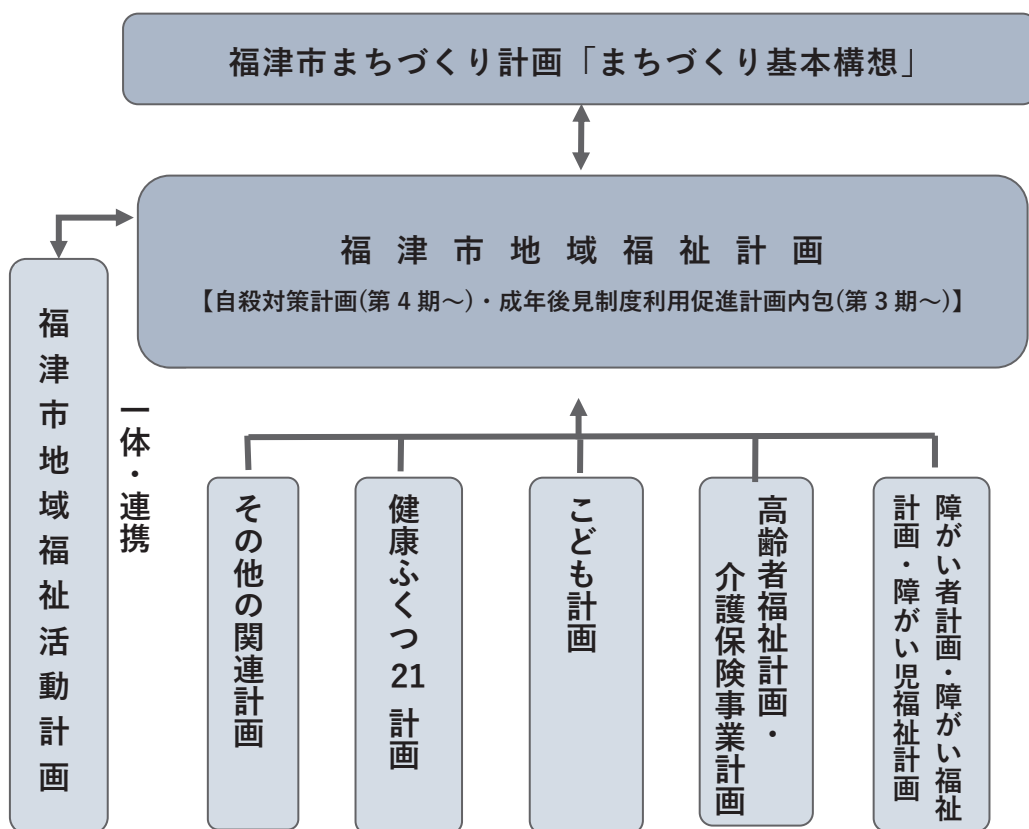 福津市まちづくり計画「まちづくり基本構想」
福津市地域福祉計画
【自殺対策計画(第4期～)・成年後見制度利用促進計画内包(第3期～)】
福津市地域福祉活動計画
一体・連携
その他の関連計画
健康ふくつ21計画
こども計画
高齢者福祉計画・
介護保険事業計画
障がい者計画・障がい福祉
計画・障がい児福祉計画